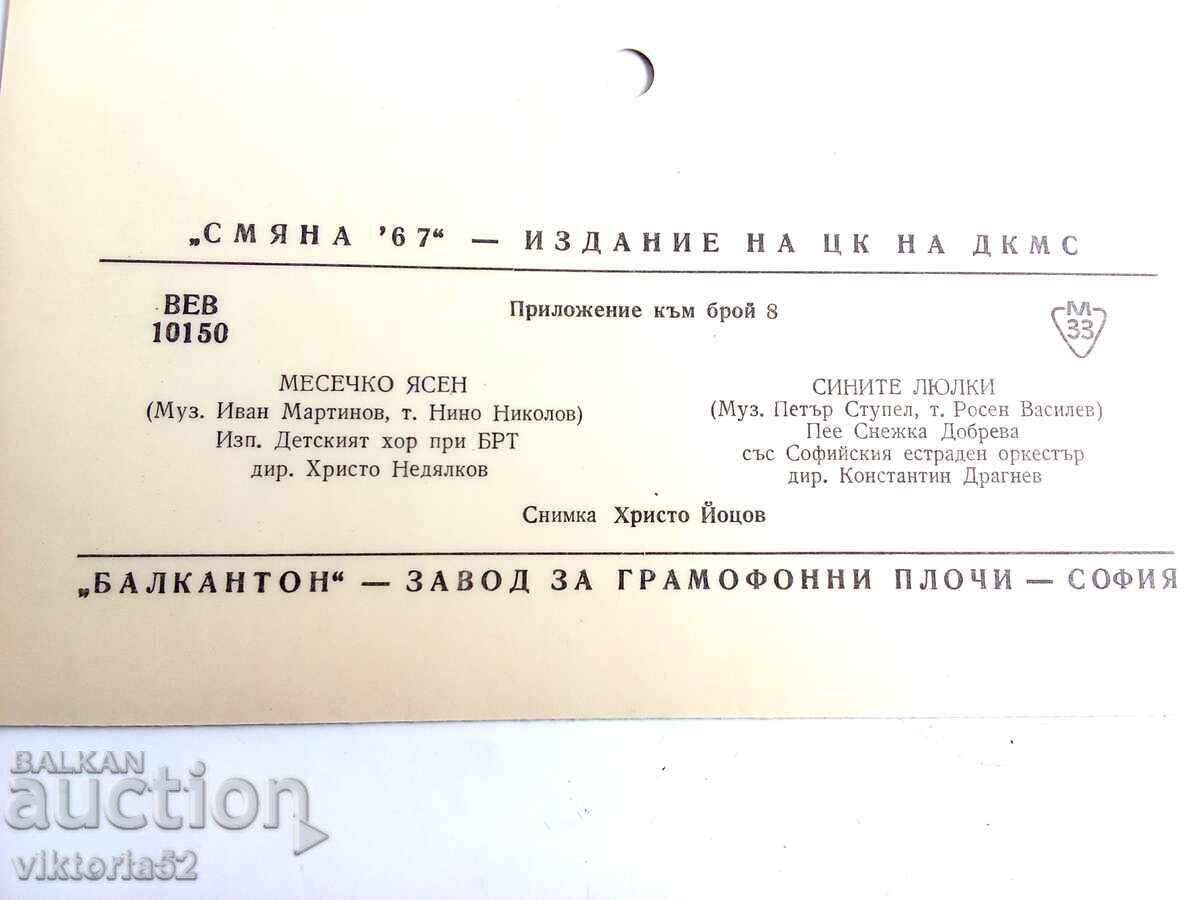 „СМЯНА ’67“ — ИЗДАНИЕ НА ЦК НА ДКМС
ВЕВ
10150
Приложение към брой 8
М
33
МЕСЕЧКО ЯСЕН
(Муз. Иван Мартинов, т. Нино Николов)
Изп. Детският хор при БРТ
дир. Христо Недялков
СИНИТЕ ЛЮЛКИ
(Муз. Петър Ступел, т. Росен Василев)
Пее Снежка Добрева
със Софийския естраден оркестър
дир. Константин Драгнев
Снимка Христо Йоцов
„БАЛКАНТОН“ — ЗАВОД ЗА ГРАМОФОННИ ПЛОЧИ — СОФИЯ
BALKAN
auction
viktoria52